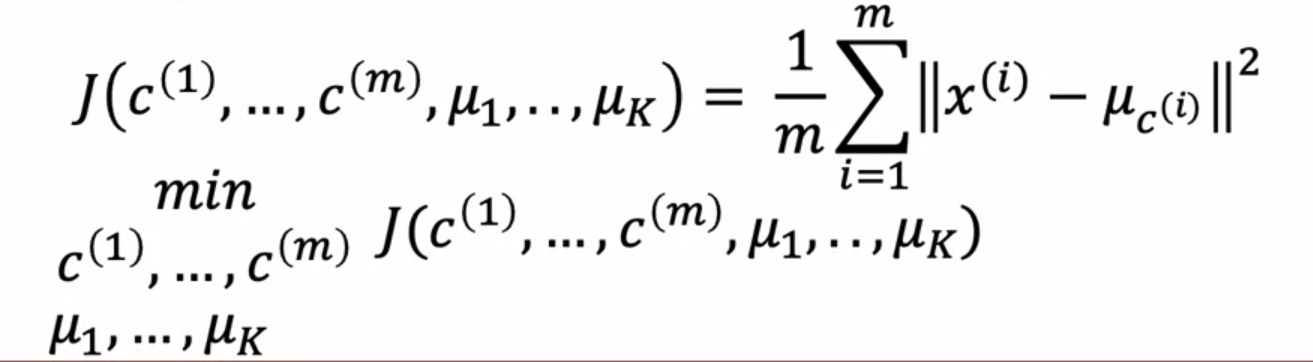 J(c^{(1)}, ..., c^{(m)}, μ_1, .., μ_K) = \frac{1}{m} \sum_{i=1}^{m} \|x^{(i)} − μ_{c^{(i)}}\|^2
min
c^{(1)}, ..., c^{(m)} J(c^{(1)}, ..., c^{(m)}, μ_1, .., μ_K)
μ_1, ..., μ_K